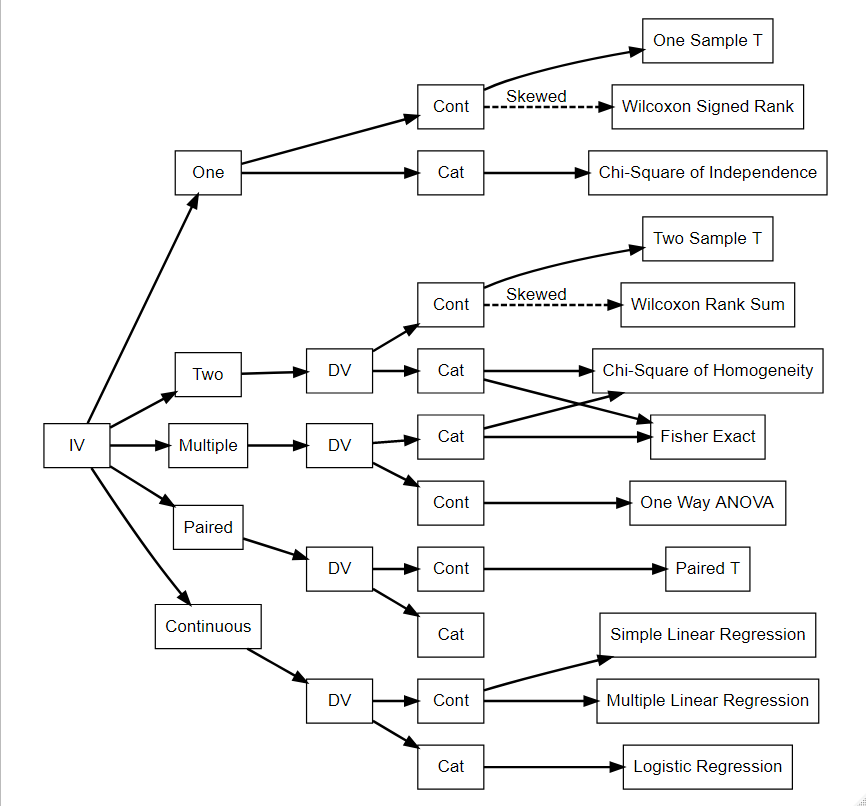 One Sample T
Cont
Skewed
Wilcoxon Signed Rank
One
Cat
Chi-Square of Independence
Two Sample T
Cont
Skewed
Wilcoxon Rank Sum
Two
DV
Cat
Chi-Square of Homogeneity
IV
Multiple
DV
Cat
Fisher Exact
Cont
One Way ANOVA
Paired
DV
Cont
Paired T
Cat
Continuous
Simple Linear Regression
DV
Cont
Multiple Linear Regression
Cat
Logistic Regression